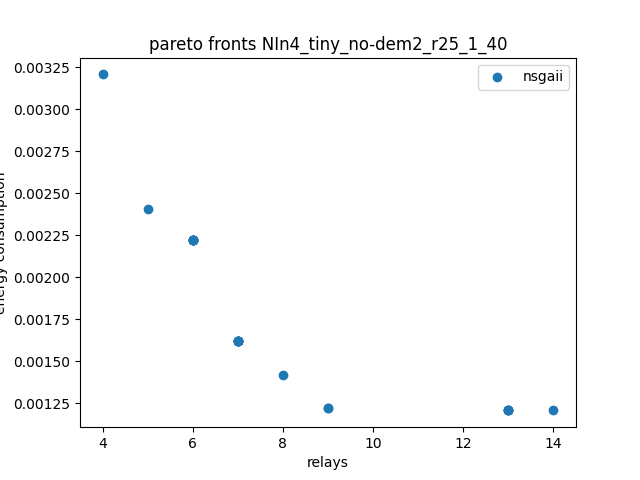 pareto fronts NIn4_tiny_no-dem2_r25_1_40
nsgaii
0.00325
0.00300
0.00275
0.00250
0.00225
0.00200
0.00175
0.00150
0.00125
energy consumption
4 6 8 10 12 14
relays